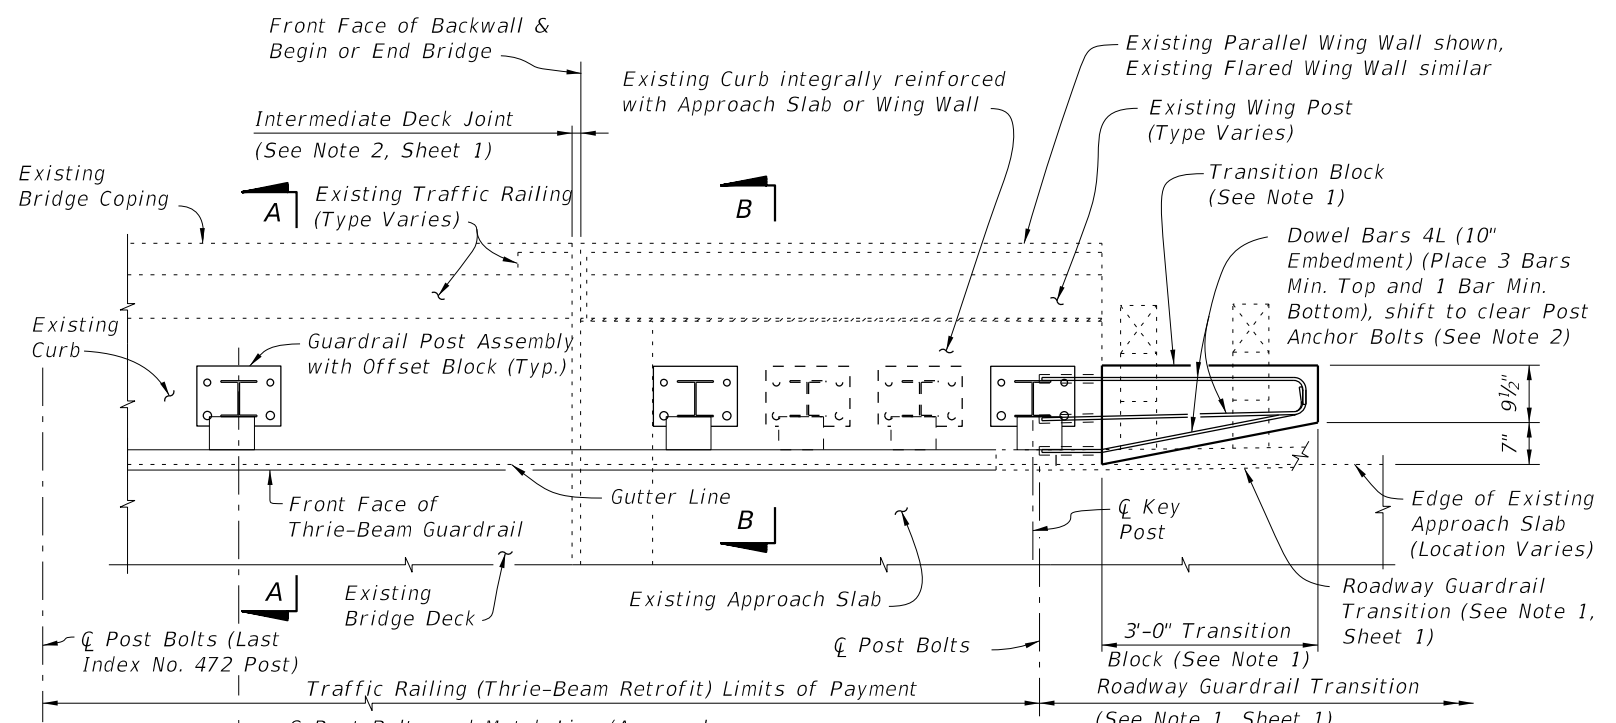 Front Face of Backwall &
Begin or End Bridge
Existing Parallel Wing Wall shown,
Existing Flared Wing Wall similar
Existing Curb integrally reinforced
with Approach Slab or Wing Wall
Existing Wing Post
(Type Varies)
Intermediate Deck Joint
(See Note 2, Sheet 1)
Existing
Bridge Coping
A
Existing Traffic Railing
(Type Varies)
B
Transition Block
(See Note 1)
Dowel Bars 4L (10"
Embedment) (Place 3 Bars
Min. Top and 1 Bar Min.
Bottom), shift to clear Post
Anchor Bolts (See Note 2)
Existing
Curb
Guardrail Post Assembly
with Offset Block (Typ.)
9½"
7"
Front Face of
Thrie-Beam Guardrail
Gutter Line
B
℄ Key
Post
Edge of Existing
Approach Slab
(Location Varies)
A
Existing
Bridge Deck
Existing Approach Slab
Roadway Guardrail
Transition (See Note 1,
Sheet 1)
℄ Post Bolts (Last
Index No. 472 Post)
℄ Post Bolts
3'-0" Transition
Block (See Note 1)
Traffic Railing (Thrie-Beam Retrofit) Limits of Payment
Roadway Guardrail Transition
(See Note 1, Sheet 1)